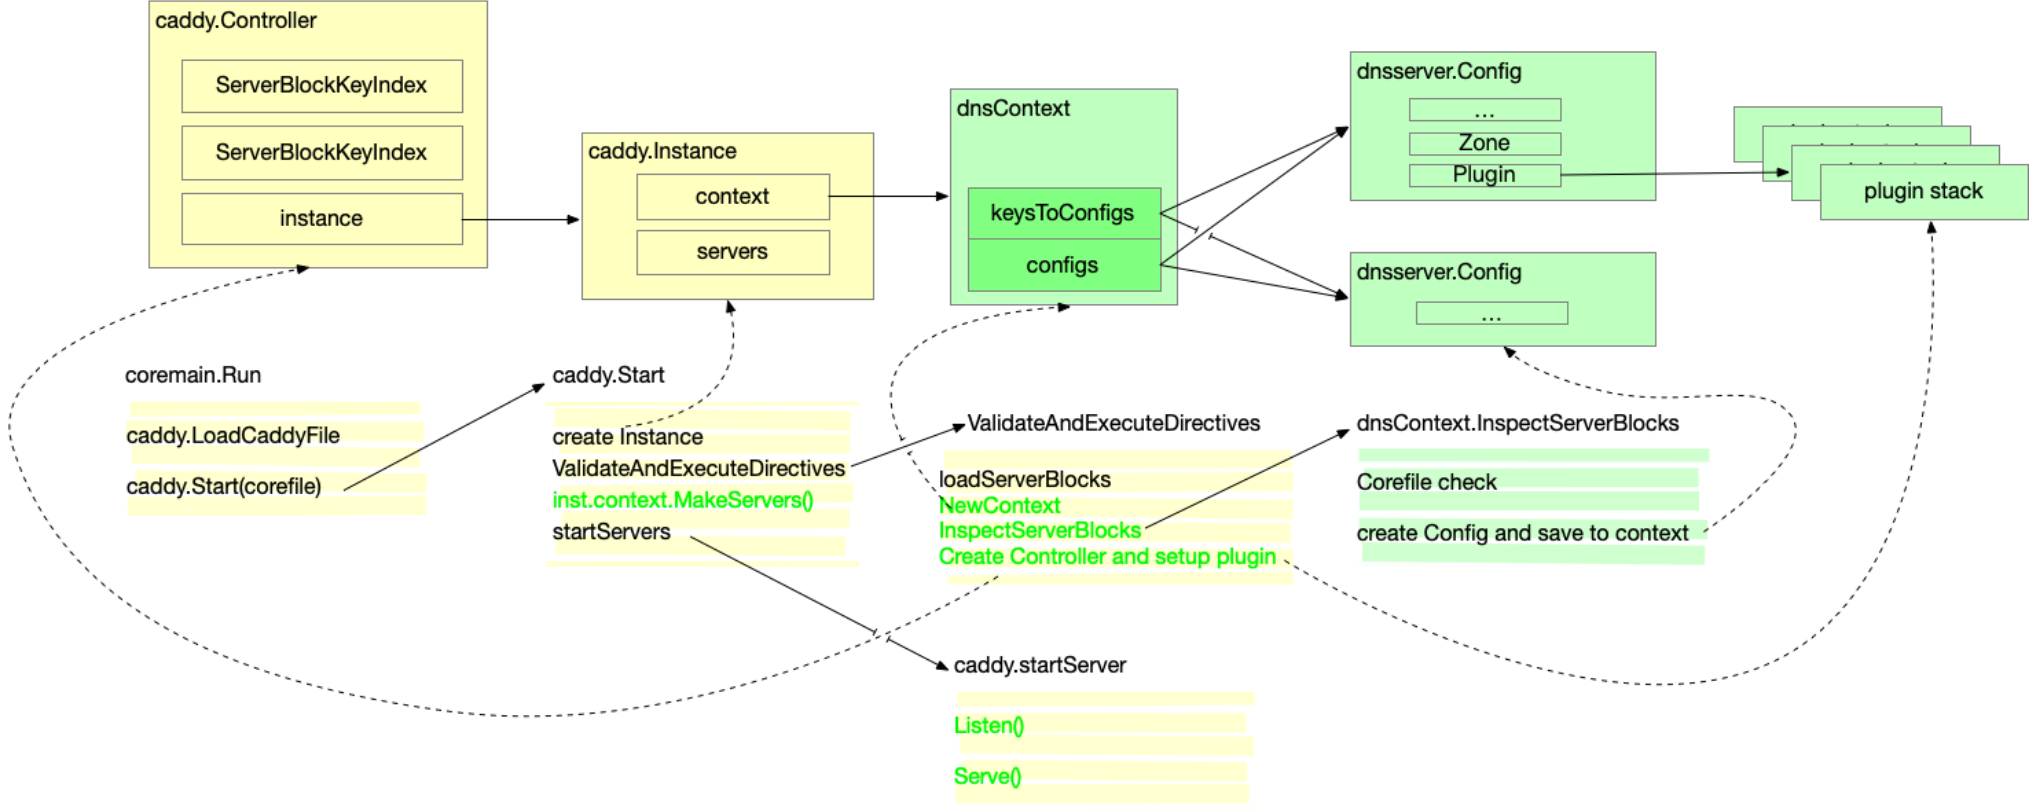 caddy.Controller
ServerBlockKeyIndex
ServerBlockKeyIndex
instance
caddy.Instance
context
servers
dnsContext
keysToConfigs
configs
dnsserver.Config
...
Zone
Plugin
plugin stack
dnsserver.Config
...
coremain.Run
caddy.LoadCaddyFile
caddy.Start(corefile)
caddy.Start
create Instance
ValidateAndExecuteDirectives
inst.context.MakeServers()
startServers
ValidateAndExecuteDirectives
loadServerBlocks
NewContext
InspectServerBlocks
Create Controller and setup plugin
dnsContext.InspectServerBlocks
Corefile check
create Config and save to context
caddy.startServer
Listen()
Serve()